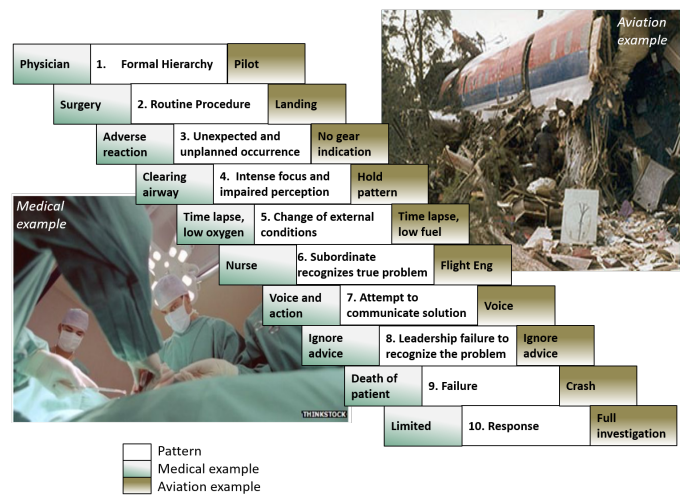 Aviation
example
Physician
1. Formal Hierarchy
Pilot
Surgery
2. Routine Procedure
Landing
Adverse
reaction
3. Unexpected and
unplanned occurrence
No gear
indication
Clearing
airway
4. Intense focus and
impaired perception
Hold
pattern
Medical
example
Time lapse,
low oxygen
5. Change of external
conditions
Time lapse,
low fuel
Nurse
6. Subordinate
recognizes true problem
Flight Eng
Voice and
action
7. Attempt to
communicate solution
Voice
Ignore
advice
8. Leadership failure to
recognize the problem
Ignore
advice
Death of
patient
9. Failure
Crash
THINKSTOCK
Limited
10. Response
Full
investigation
Pattern
Medical example
Aviation example